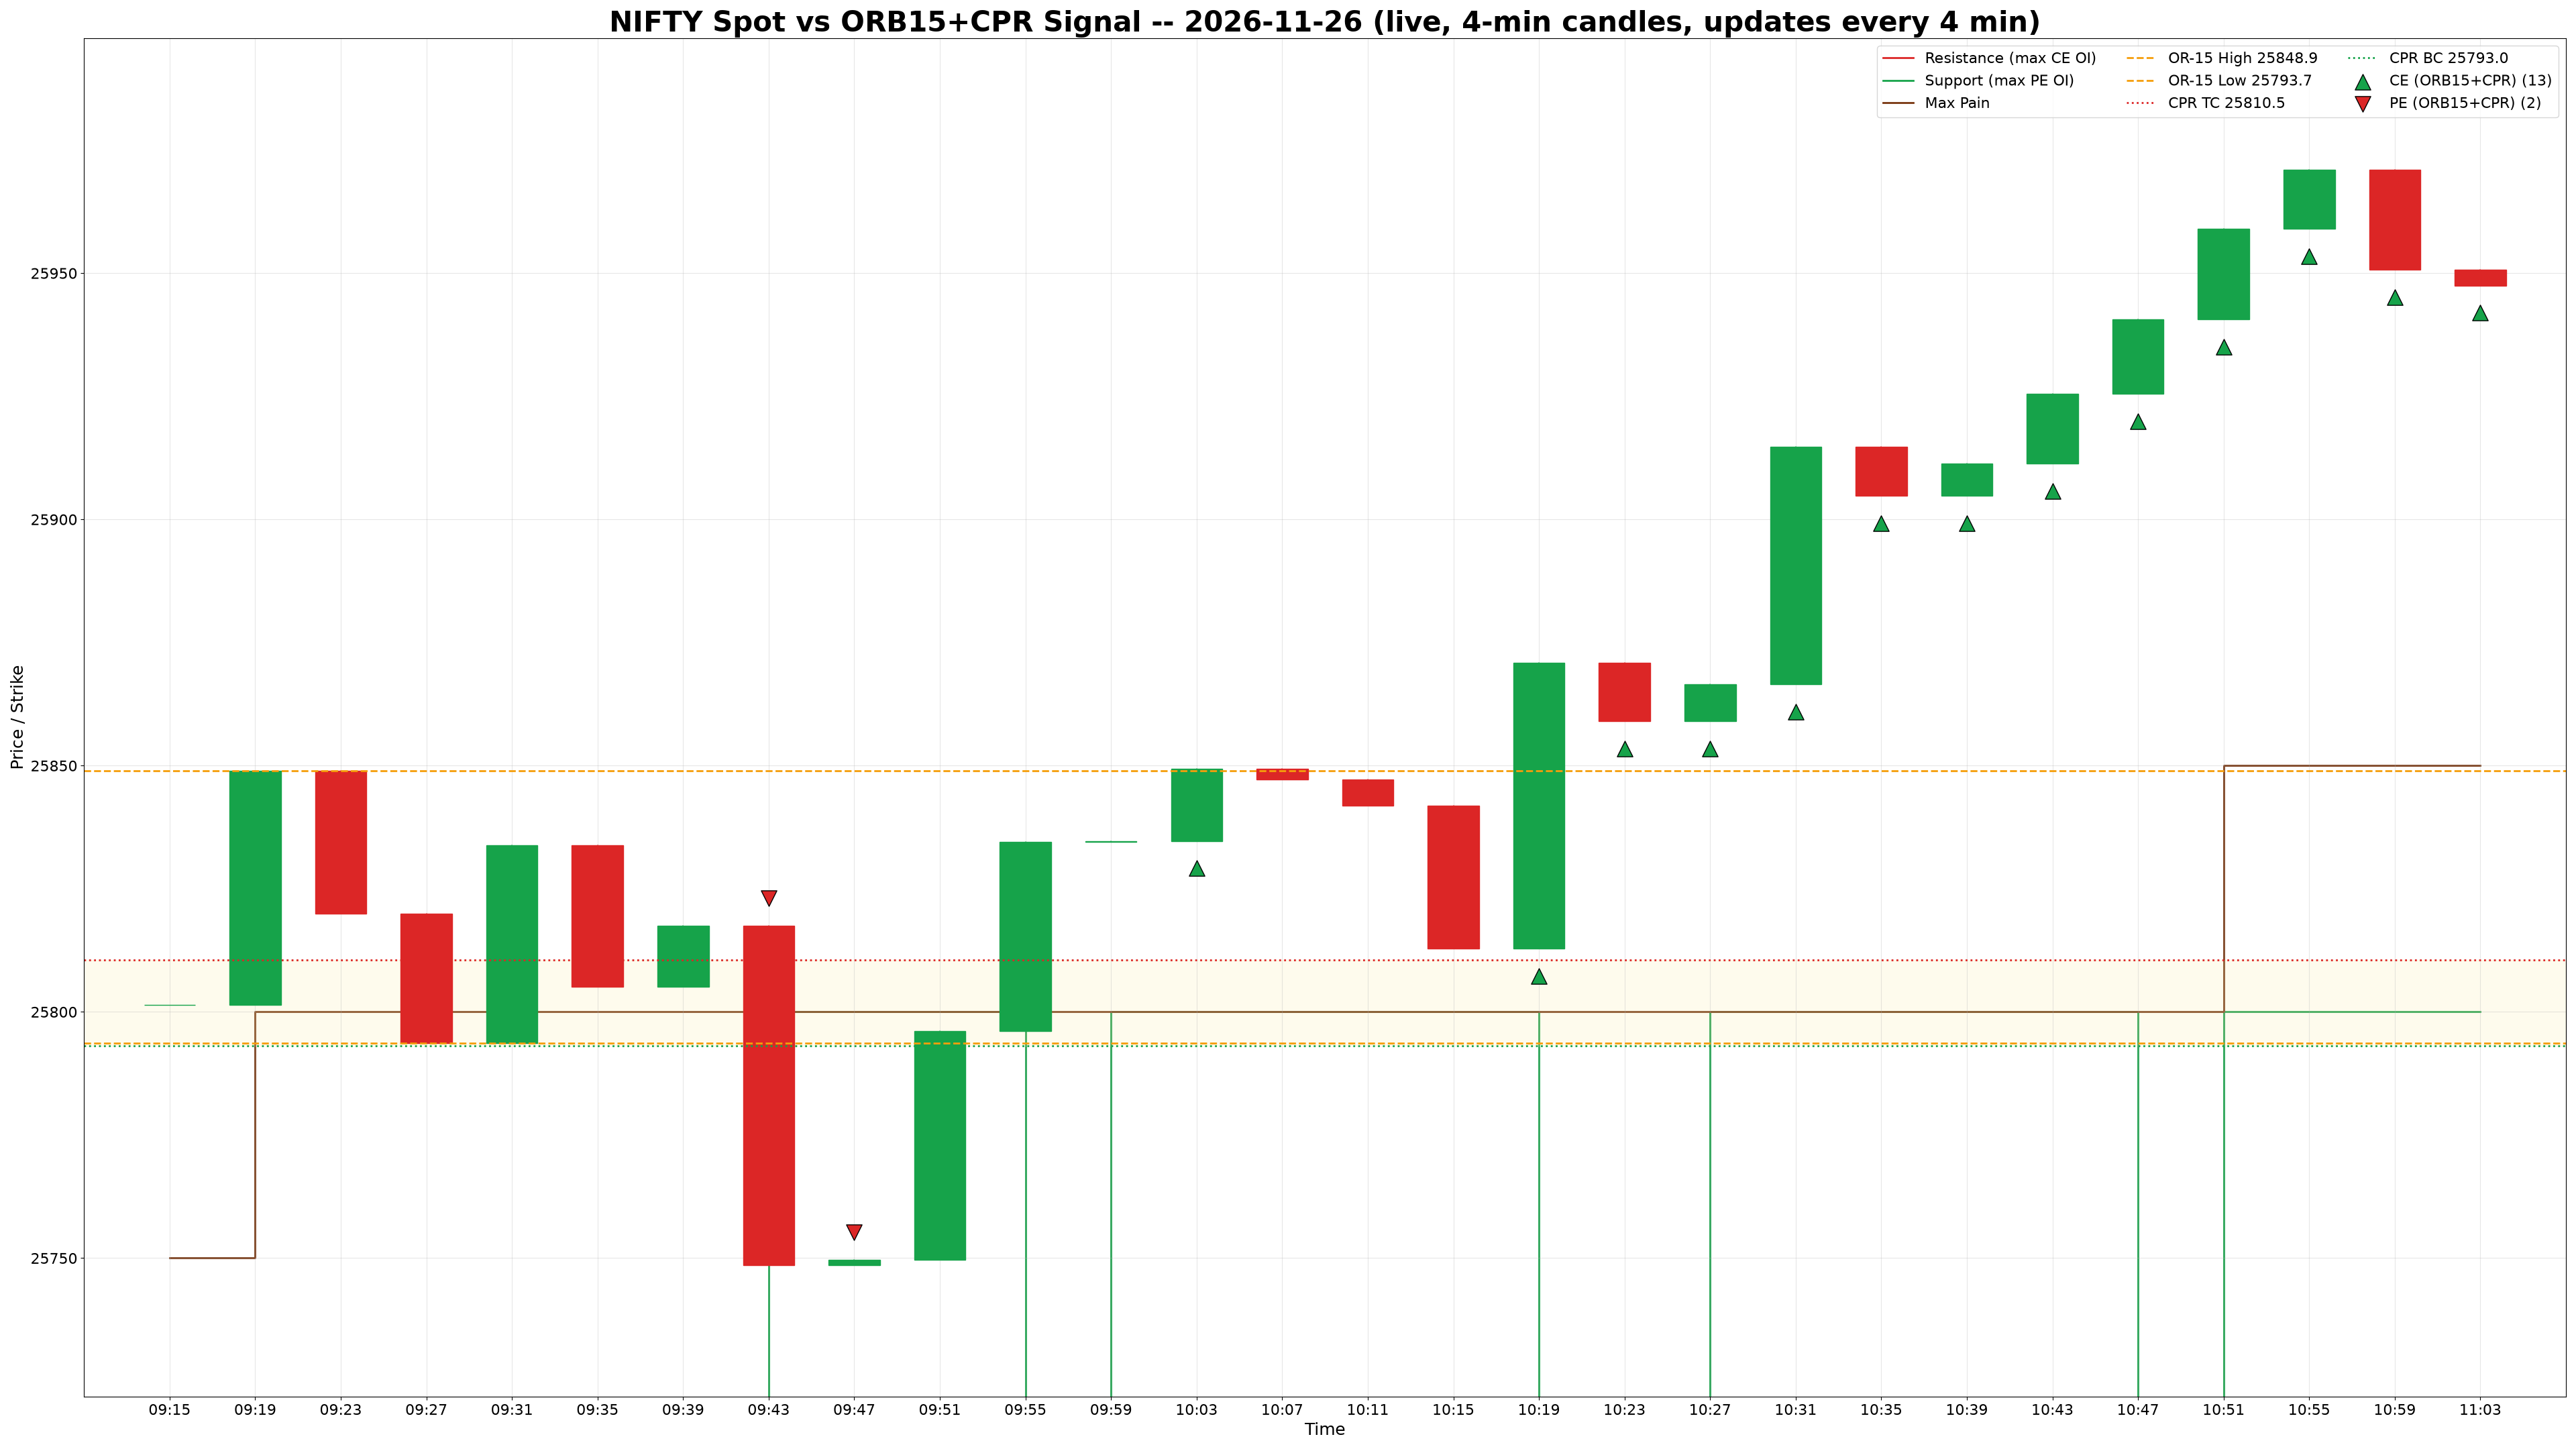 NIFTY Spot vs ORB15+CPR Signal -- 2026-11-26 (live, 4-min candles, updates every 4 min)
Resistance (max CE OI)
Support (max PE OI)
Max Pain
OR-15 High 25848.9
OR-15 Low 25793.7
CPR TC 25810.5
CPR BC 25793.0
CE (ORB15+CPR) (13)
PE (ORB15+CPR) (2)
Price / Strike
25950
25900
25850
25800
25750
09:15 09:19 09:23 09:27 09:31 09:35 09:39 09:43 09:47 09:51 09:55 09:59 10:03 10:07 10:11 10:15 10:19 10:23 10:27 10:31 10:35 10:39 10:43 10:47 10:51 10:55 10:59 11:03
Time